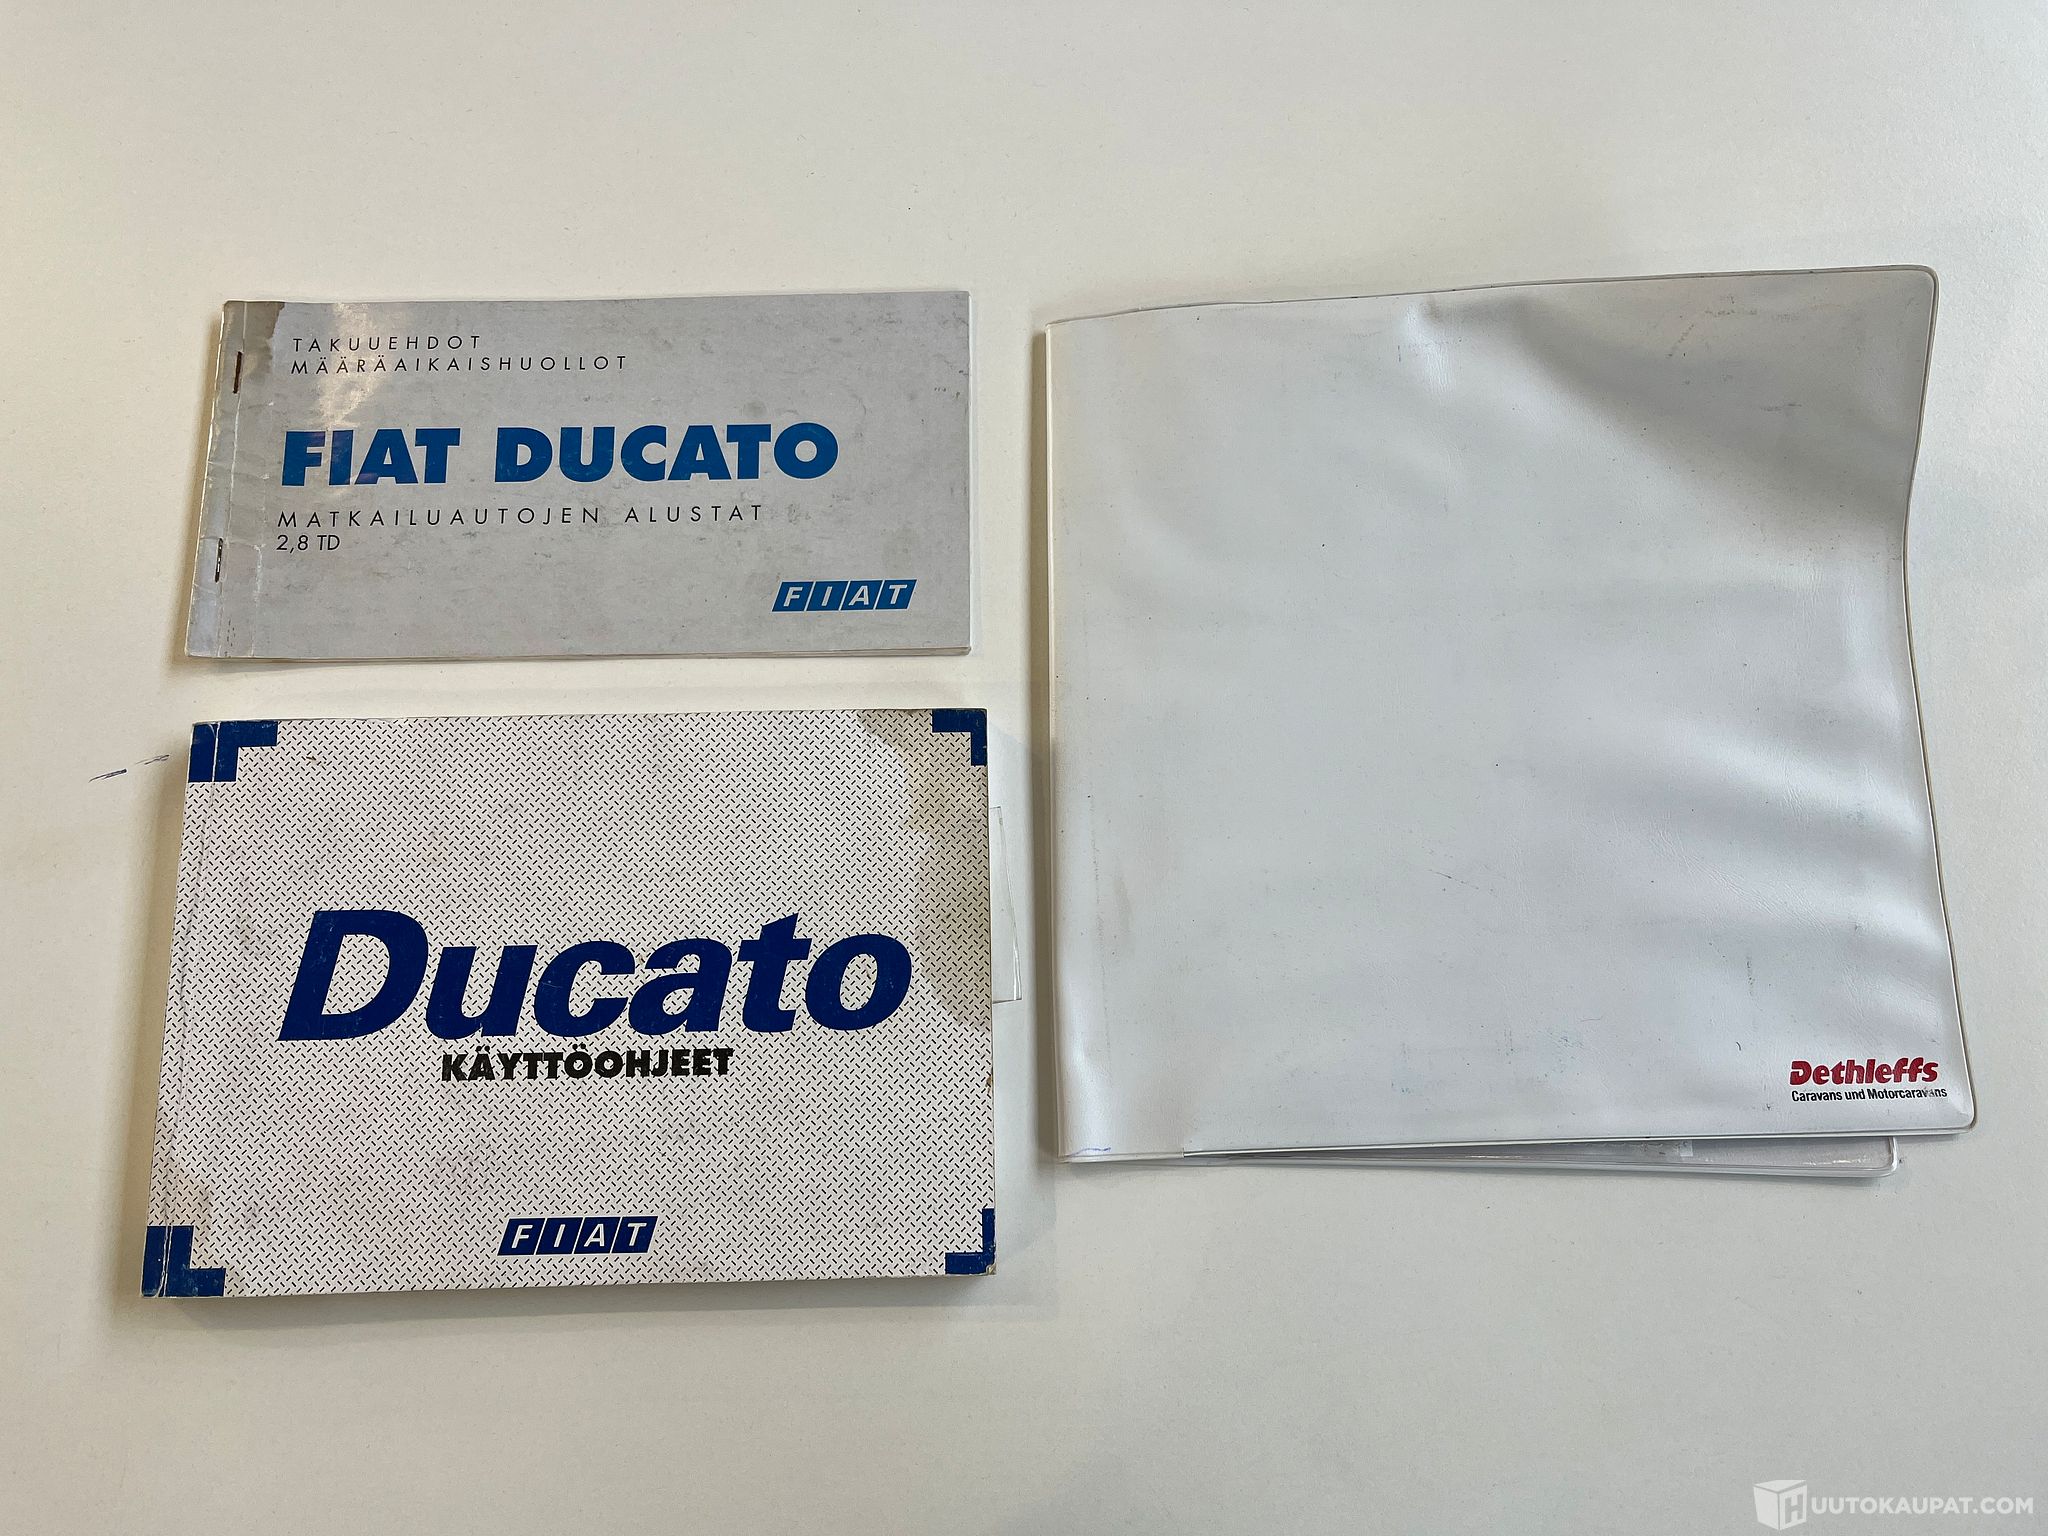 TAKUUEHDOT
MÄÄRÄAIKAISHUOLLOT
FIAT DUCATO
MATKAILUAUTOJEN ALUSTAT
2,8 TD
FIAT
Ducato
KÄYTTÖOHJEET
FIAT
Dethleffs
Caravans und Motorcaravans
HUUTOKAUPAT.COM